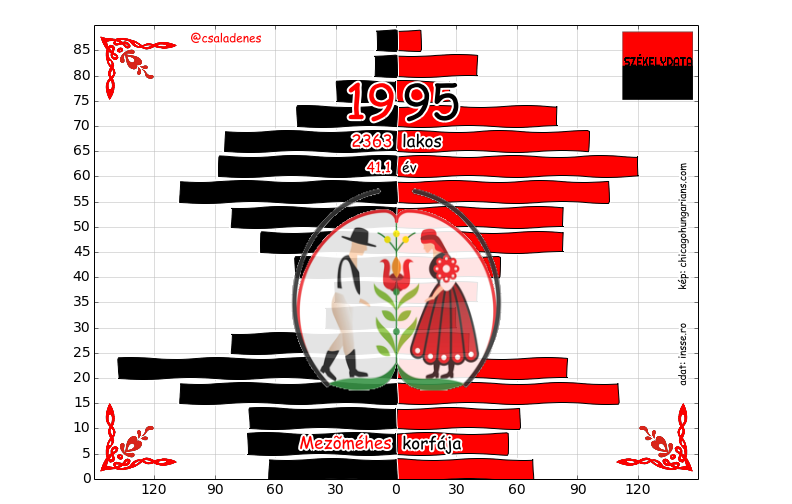 @csaladenes
SZÉKELYDATA
1995
2363 lakos
41,1 év
kép: chicagohungarians.com
adat: insse.ro
Mezõméhes korfája
85
80
75
70
65
60
55
50
45
40
35
30
25
20
15
10
5
0
120 90 60 30 0 30 60 90 120